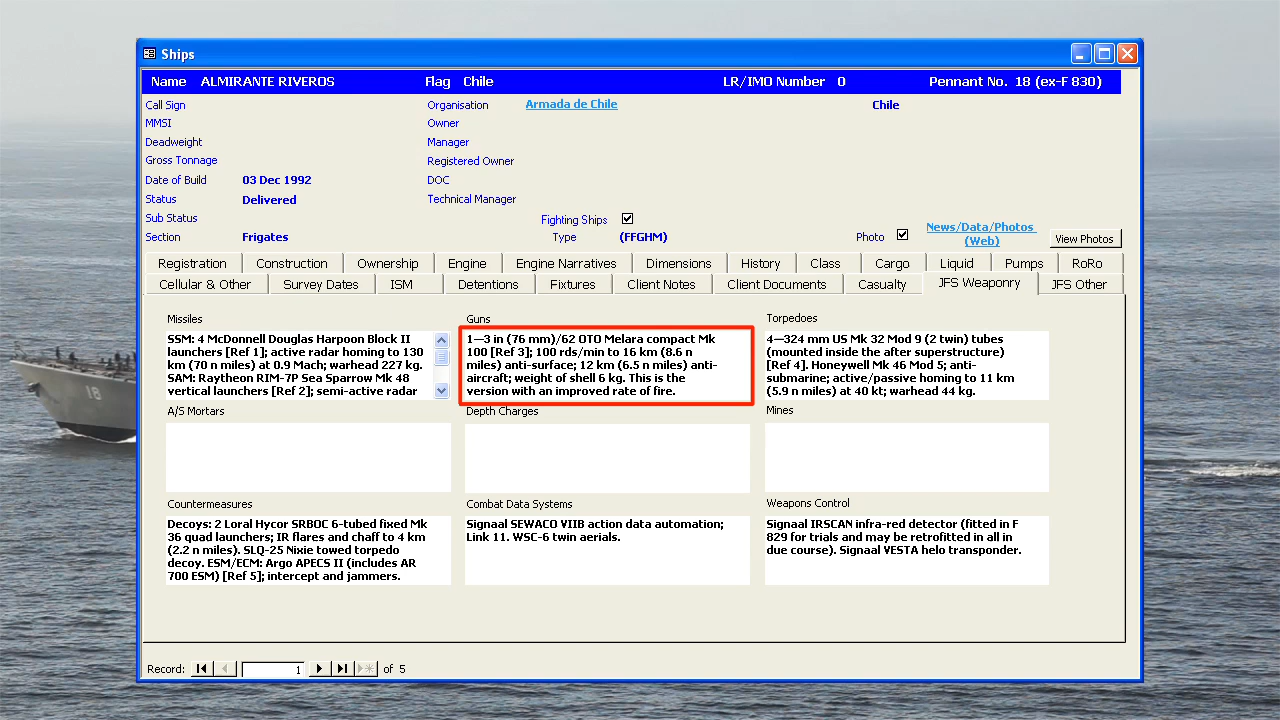 Ships
Name ALMIRANTE RIVEROS Flag Chile LR/IMO Number 0 Pennant No. 18 (ex-F 830)
Call Sign Organisation Armada de Chile Chile
MMSI Owner
Deadweight Manager
Gross Tonnage Registered Owner
Date of Build 03 Dec 1992 DOC
Status Delivered Technical Manager
Sub Status Fighting Ships
Section Frigates Type (FFGHM) Photo News/Data/Photos
(Web) View Photos
Registration Construction Ownership Engine Engine Narratives Dimensions History Class Cargo Liquid Pumps RoRo
Cellular & Other Survey Dates ISM Detentions Fixtures Client Notes Client Documents Casualty JFS Weaponry JFS Other
Missiles
SSM: 4 McDonnell Douglas Harpoon Block II
launchers [Ref 1]; active radar homing to 130
km (70 n miles) at 0.9 Mach; warhead 227 kg.
SAM: Raytheon RIM-7P Sea Sparrow Mk 48
vertical launchers [Ref 2]; semi-active radar
Guns
1—3 in (76 mm)/62 OTO Melara compact Mk
100 [Ref 3]; 100 rds/min to 16 km (8.6 n
miles) anti-surface; 12 km (6.5 n miles) anti-
aircraft; weight of shell 6 kg. This is the
version with an improved rate of fire.
Torpedoes
4—324 mm US Mk 32 Mod 9 (2 twin) tubes
(mounted inside the after superstructure)
[Ref 4]. Honeywell Mk 46 Mod 5; anti-
submarine; active/passive homing to 11 km
(5.9 n miles) at 40 kt; warhead 44 kg.
A/S Mortars
Depth Charges
Mines
Countermeasures
Decoys: 2 Loral Hycor SRBOC 6-tubed fixed Mk
36 quad launchers; IR flares and chaff to 4 km
(2.2 n miles). SLQ-25 Nixie towed torpedo
decoy. ESM/ECM: Argo APECS II (includes AR
700 ESM) [Ref 5]; intercept and jammers.
Combat Data Systems
Signaal SEWACO VIIB action data automation;
Link 11. WSC-6 twin aerials.
Weapons Control
Signaal IRSCAN infra-red detector (fitted in F
829 for trials and may be retrofitted in all in
due course). Signaal VESTA helo transponder.
Record: 1 of 5
18